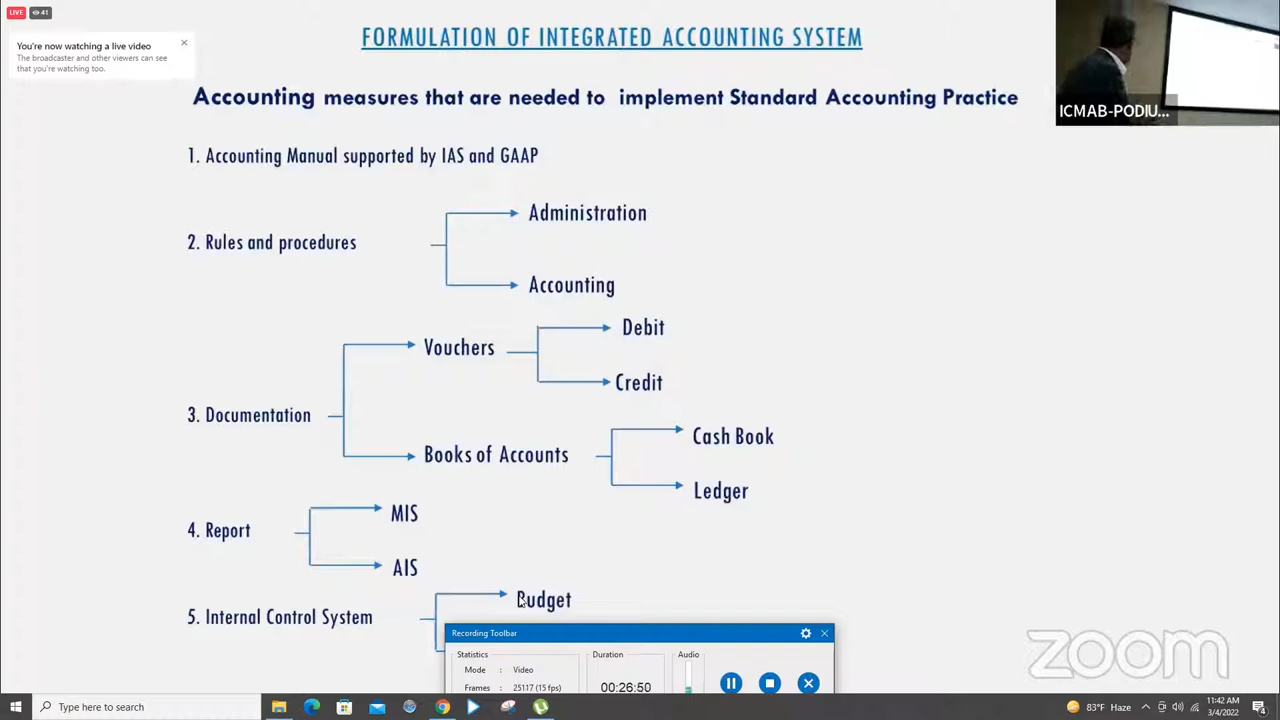 LIVE 41
You're now watching a live video
The broadcaster and other viewers can see
that you're watching too.
FORMULATION OF INTEGRATED ACCOUNTING SYSTEM
ICMAB-PODIU...
Accounting measures that are needed to implement Standard Accounting Practice
1. Accounting Manual supported by IAS and GAAP
2. Rules and procedures
Administration
Accounting
3. Documentation
Vouchers
Debit
Credit
Books of Accounts
Cash Book
Ledger
4. Report
MIS
AIS
5. Internal Control System
Budget
Recording Toolbar
Statistics
Mode : Video
Frames : 25117 (15 fps)
Duration
00:26:50
Audio
zoom
Type here to search
83°F Haze
11:42 AM
3/4/2022
4